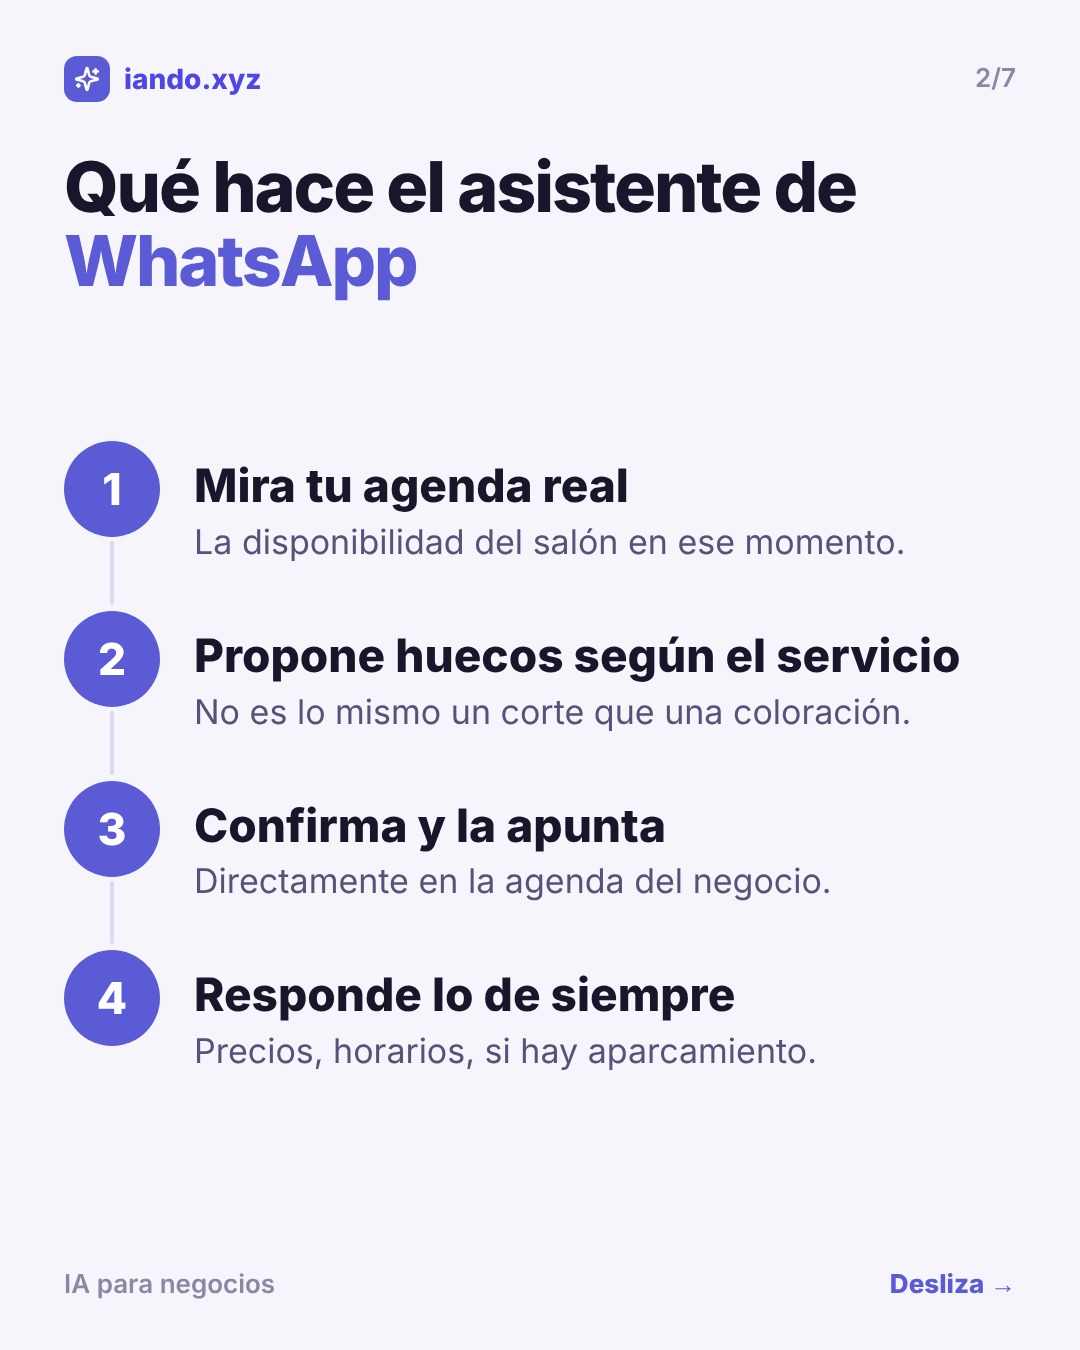 iando.xyz
2/7
Qué hace el asistente de
WhatsApp
1
Mira tu agenda real
La disponibilidad del salón en ese momento.
2
Propone huecos según el servicio
No es lo mismo un corte que una coloración.
3
Confirma y la apunta
Directamente en la agenda del negocio.
4
Responde lo de siempre
Precios, horarios, si hay aparcamiento.
IA para negocios
Desliza →